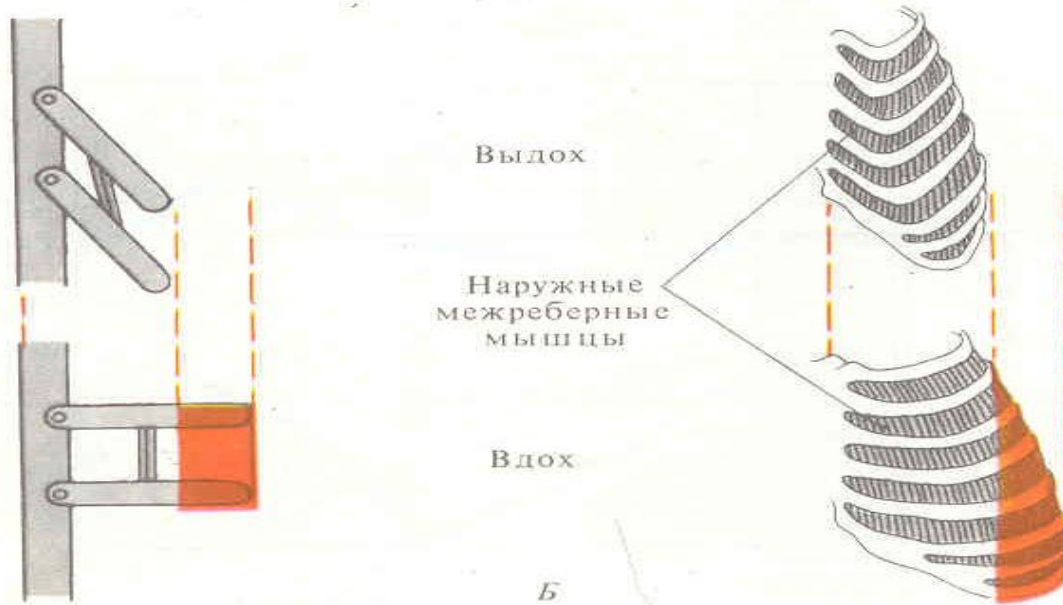 Выдох
Наружные
межреберные
мышцы
Вдох
Б